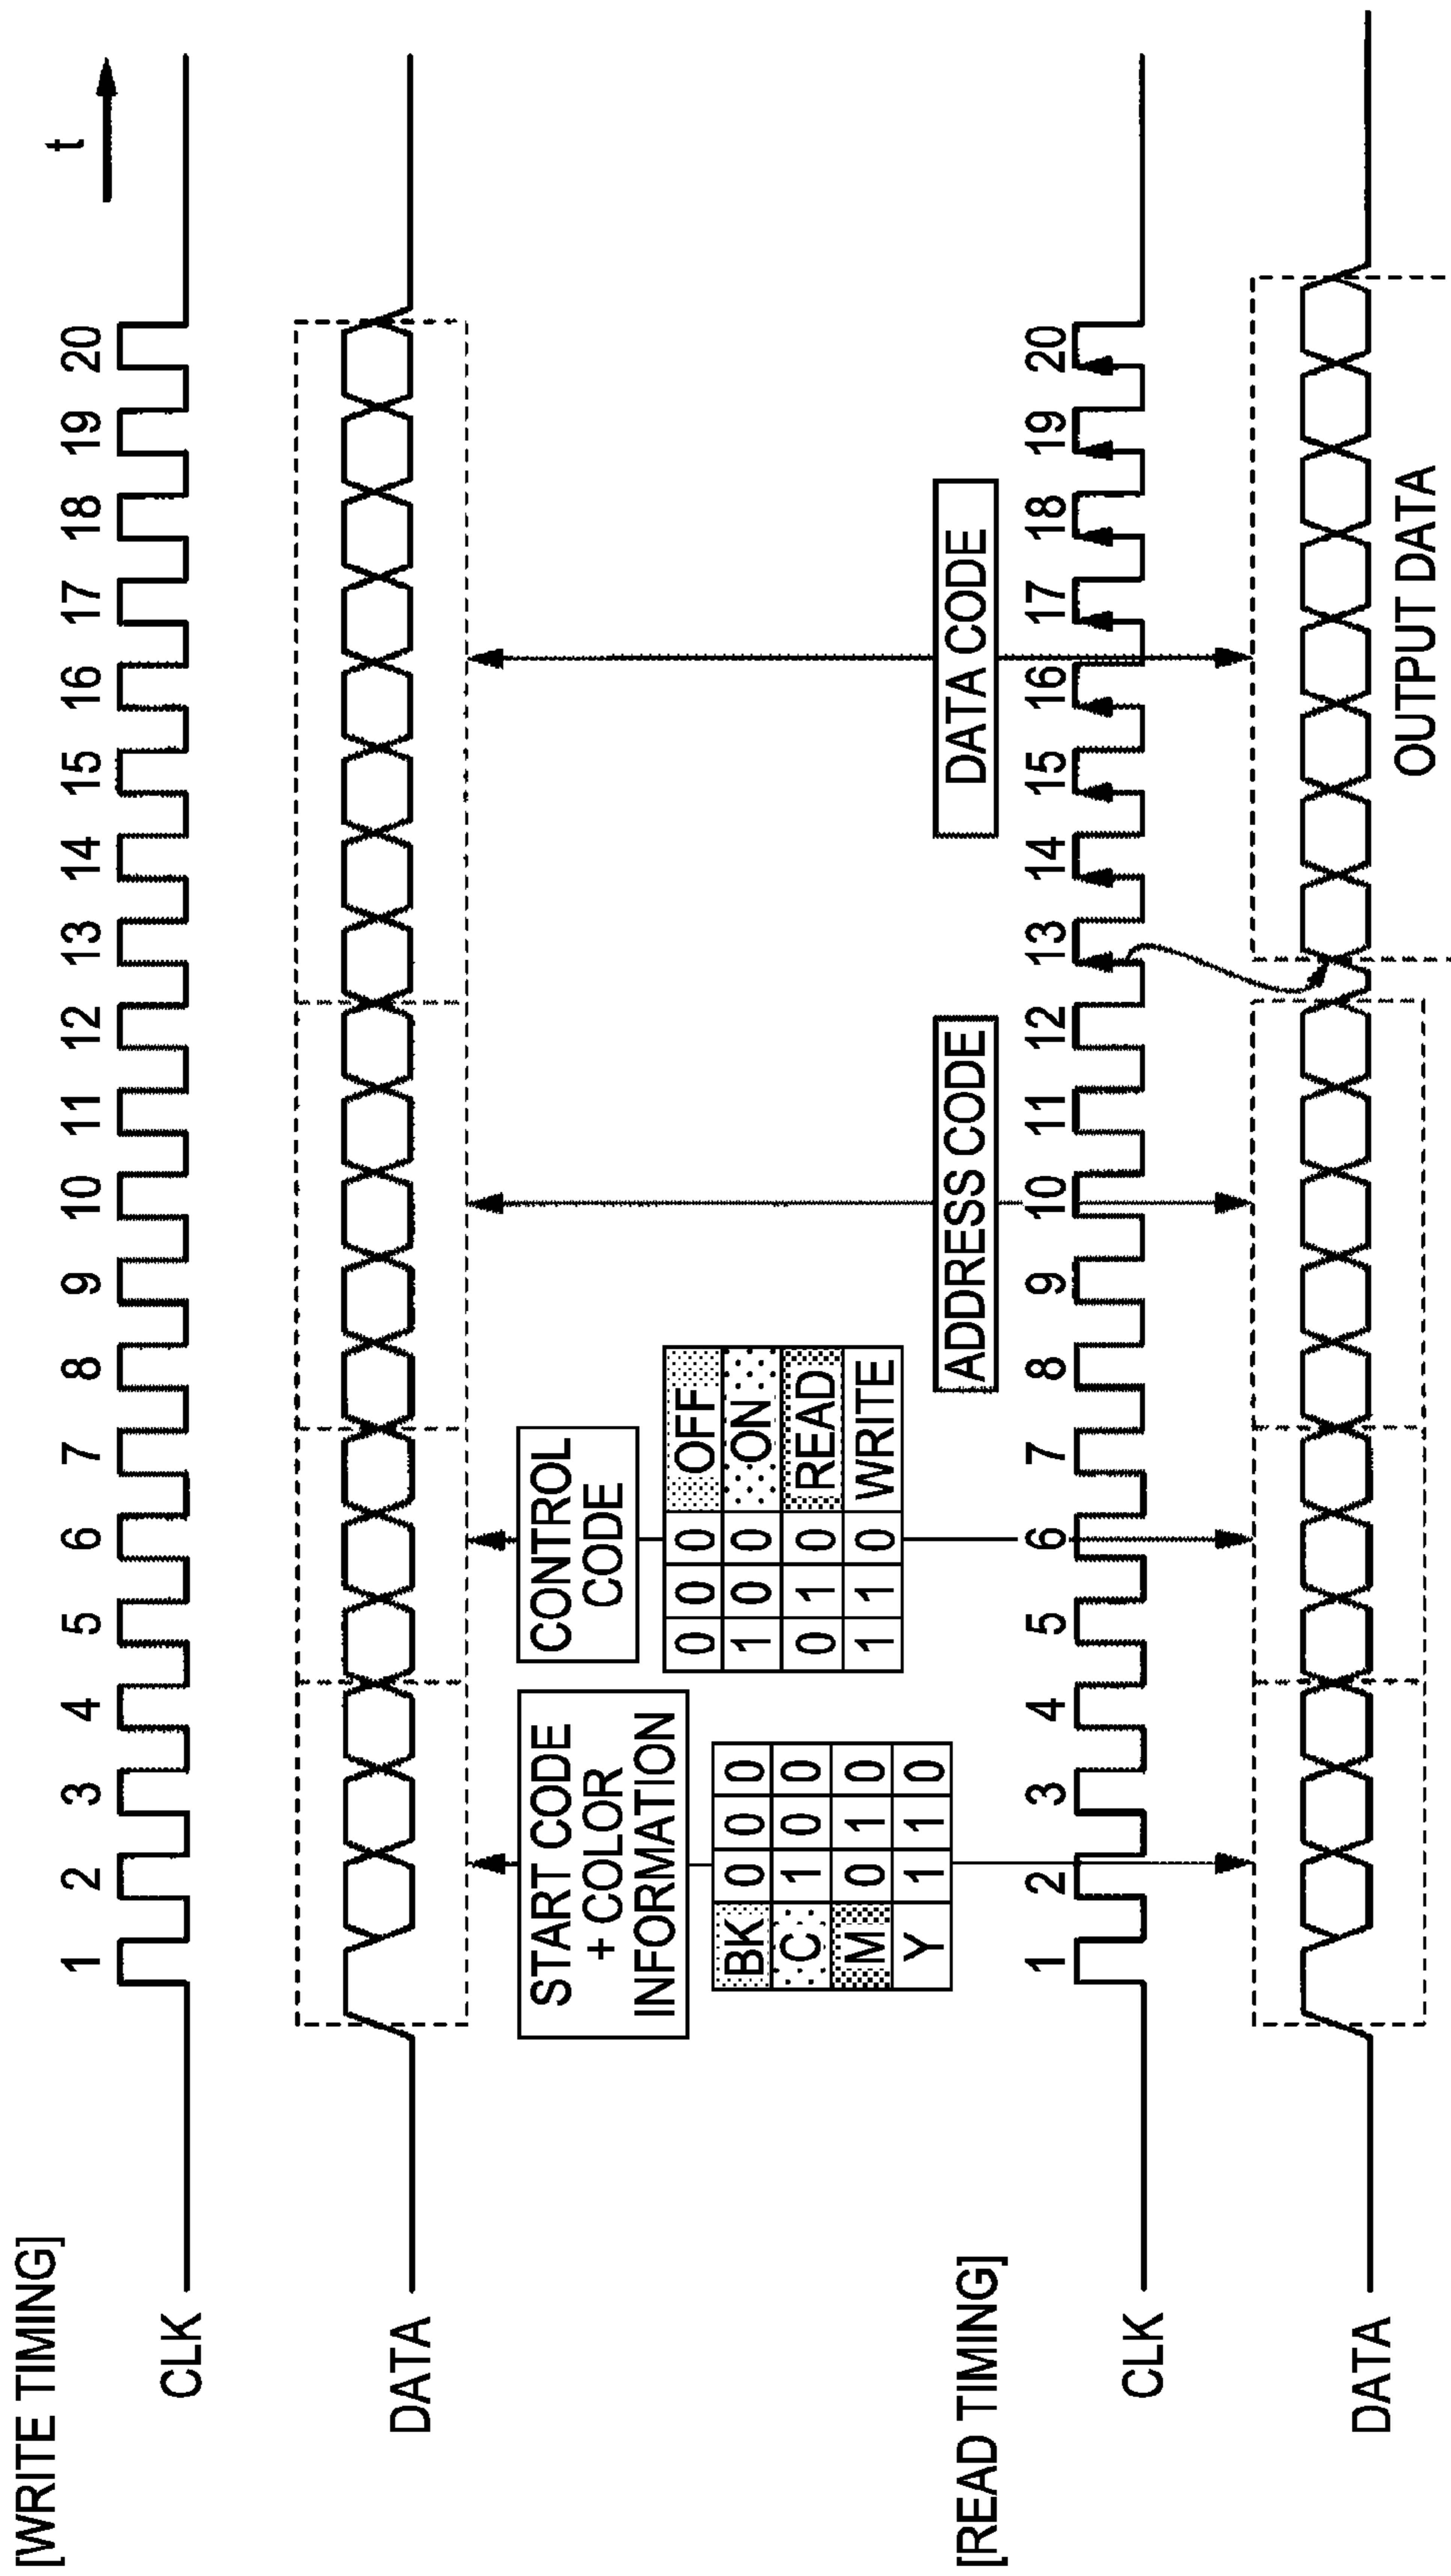 [WRITE TIMING]
t
1 2 3 4 5 6 7 8 9 10 11 12 13 14 15 16 17 18 19 20
CLK
DATA
START CODE
+ COLOR
INFORMATION
BK 0 0 0
C 1 0 0
M 0 1 0
Y 1 1 0
CONTROL
CODE
0 0 0 OFF
1 0 0 ON
0 1 0 READ
1 1 0 WRITE
ADDRESS CODE
DATA CODE
[READ TIMING]
1 2 3 4 5 6 7 8 9 10 11 12 13 14 15 16 17 18 19 20
CLK
DATA
OUTPUT DATA